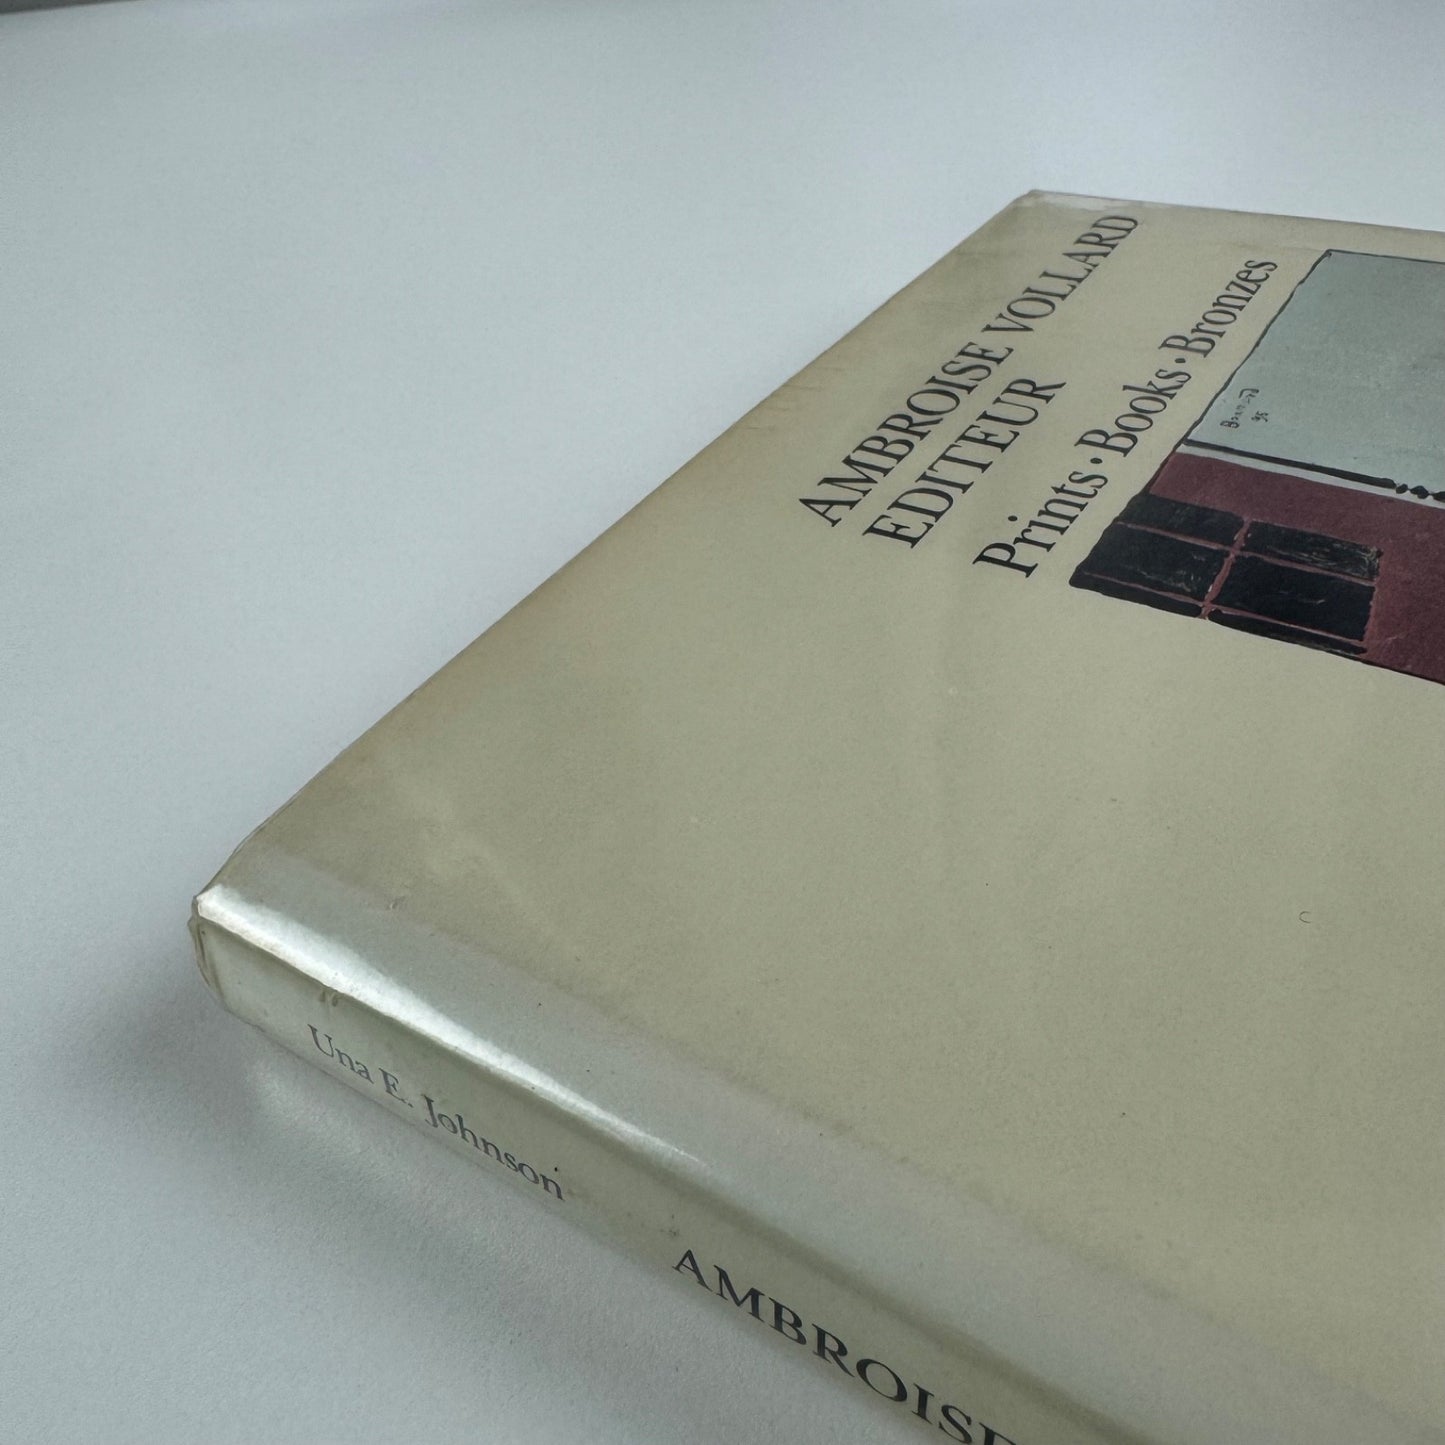 AMBROISE VOLLARD
EDITEUR
Prints · Books · Bronzes
Una E. Johnson
AMBROISE